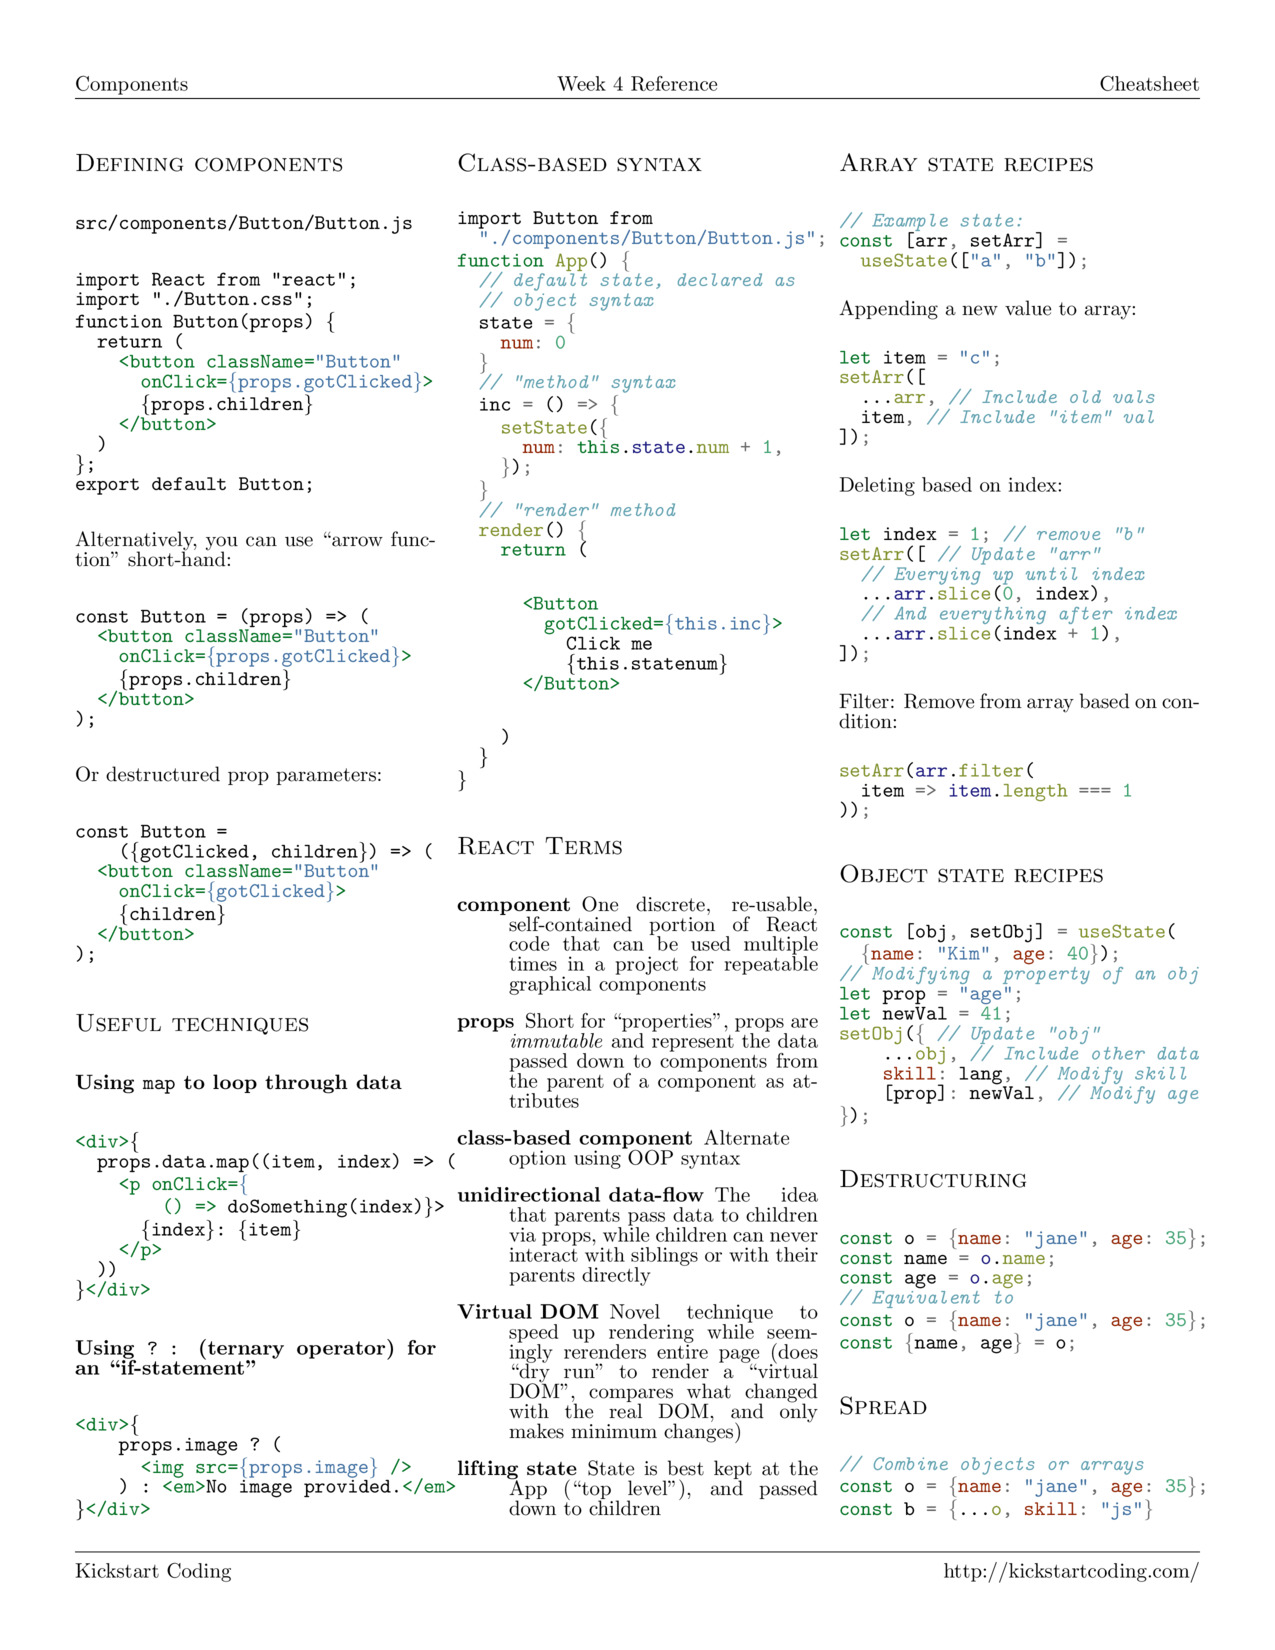 Components Week 4 Reference Cheatsheet
Defining components
src/components/Button/Button.js
import React from "react";
import "./Button.css";
function Button(props) {
  return (
    <button className="Button"
      onClick={props.gotClicked}>
      {props.children}
    </button>
  )
};
export default Button;
Alternatively, you can use “arrow func-
tion” short-hand:
const Button = (props) => (
  <button className="Button"
    onClick={props.gotClicked}>
    {props.children}
  </button>
);
Or destructured prop parameters:
const Button =
    ({gotClicked, children}) => (
  <button className="Button"
    onClick={gotClicked}>
    {children}
  </button>
);
Useful techniques
Using map to loop through data
<div>{
  props.data.map((item, index) => (
    <p onClick={
        () => doSomething(index)}>
      {index}: {item}
    </p>
  ))
}</div>
Using ? : (ternary operator) for
an “if-statement”
<div>{
    props.image ? (
      <img src={props.image} />
    ) : <em>No image provided.</em>
}</div>
Class-based syntax
import Button from
  "./components/Button/Button.js";
function App() {
  // default state, declared as
  // object syntax
  state = {
    num: 0
  }
  // "method" syntax
  inc = () => {
    setState({
      num: this.state.num + 1,
    });
  }
  // "render" method
  render() {
    return (
      <Button
        gotClicked={this.inc}>
          Click me
          {this.statenum}
      </Button>
    )
  }
}
React Terms
component One discrete, re-usable,
self-contained portion of React
code that can be used multiple
times in a project for repeatable
graphical components
props Short for “properties”, props are
immutable and represent the data
passed down to components from
the parent of a component as at-
tributes
class-based component Alternate
option using OOP syntax
unidirectional data-flow The idea
that parents pass data to children
via props, while children can never
interact with siblings or with their
parents directly
Virtual DOM Novel technique to
speed up rendering while seem-
ingly rerenders entire page (does
“dry run” to render a “virtual
DOM”, compares what changed
with the real DOM, and only
makes minimum changes)
lifting state State is best kept at the
App (“top level”), and passed
down to children
Array state recipes
// Example state:
const [arr, setArr] =
  useState(["a", "b"]);
Appending a new value to array:
let item = "c";
setArr([
  ...arr, // Include old vals
  item, // Include "item" val
]);
Deleting based on index:
let index = 1; // remove "b"
setArr([ // Update "arr"
  // Everying up until index
  ...arr.slice(0, index),
  // And everything after index
  ...arr.slice(index + 1),
]);
Filter: Remove from array based on con-
dition:
setArr(arr.filter(
  item => item.length === 1
));
Object state recipes
const [obj, setObj] = useState(
  {name: "Kim", age: 40});
// Modifying a property of an obj
let prop = "age";
let newVal = 41;
setObj({ // Update "obj"
    ...obj, // Include other data
    skill: lang, // Modify skill
    [prop]: newVal, // Modify age
});
Destructuring
const o = {name: "jane", age: 35};
const name = o.name;
const age = o.age;
// Equivalent to
const o = {name: "jane", age: 35};
const {name, age} = o;
Spread
// Combine objects or arrays
const o = {name: "jane", age: 35};
const b = {...o, skill: "js"}
Kickstart Coding http://kickstartcoding.com/